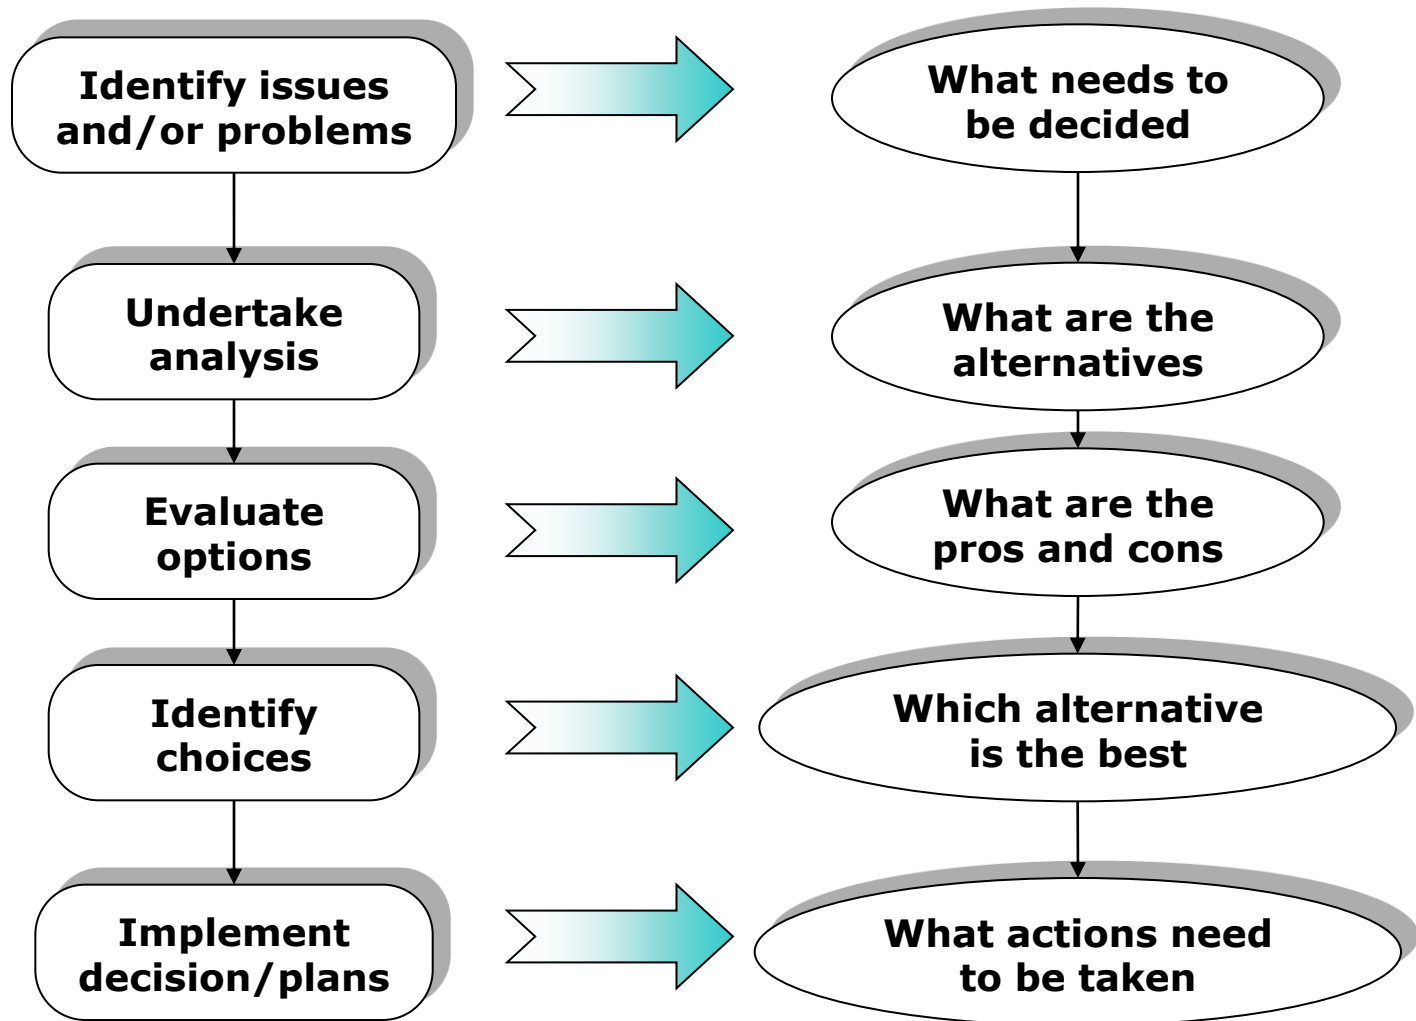 Identify issues
and/or problems
What needs to
be decided
Undertake
analysis
What are the
alternatives
Evaluate
options
What are the
pros and cons
Identify
choices
Which alternative
is the best
Implement
decision/plans
What actions need
to be taken